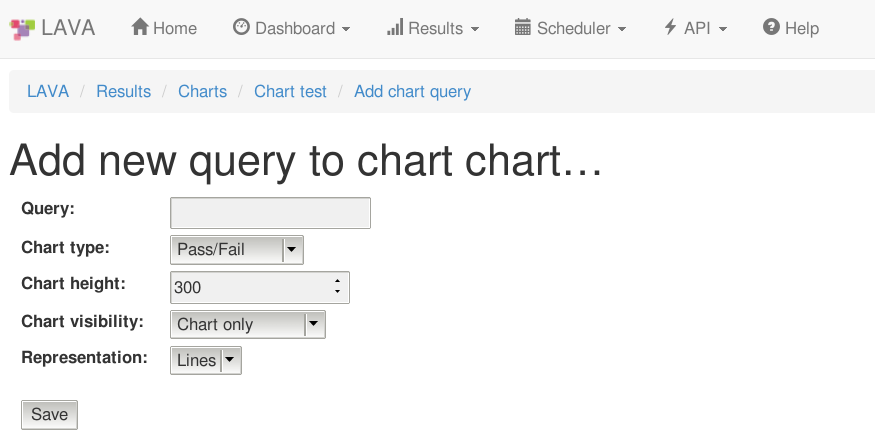 LAVA Home Dashboard Results Scheduler API Help
LAVA / Results / Charts / Chart test / Add chart query
Add new query to chart chart...
Query:
Chart type: Pass/Fail
Chart height: 300
Chart visibility: Chart only
Representation: Lines
Save